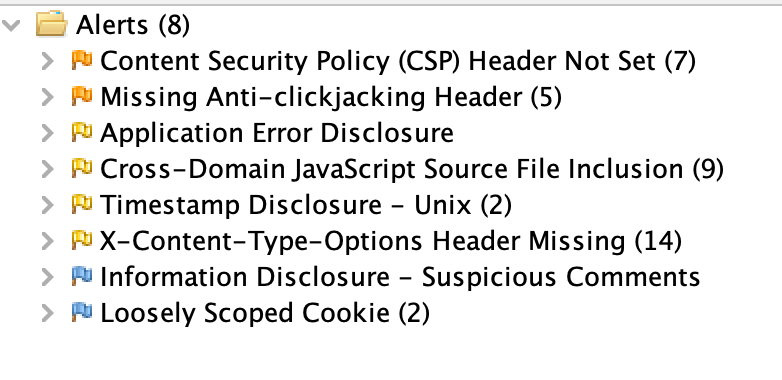 Alerts (8)
Content Security Policy (CSP) Header Not Set (7)
Missing Anti-clickjacking Header (5)
Application Error Disclosure
Cross-Domain JavaScript Source File Inclusion (9)
Timestamp Disclosure - Unix (2)
X-Content-Type-Options Header Missing (14)
Information Disclosure - Suspicious Comments
Loosely Scoped Cookie (2)